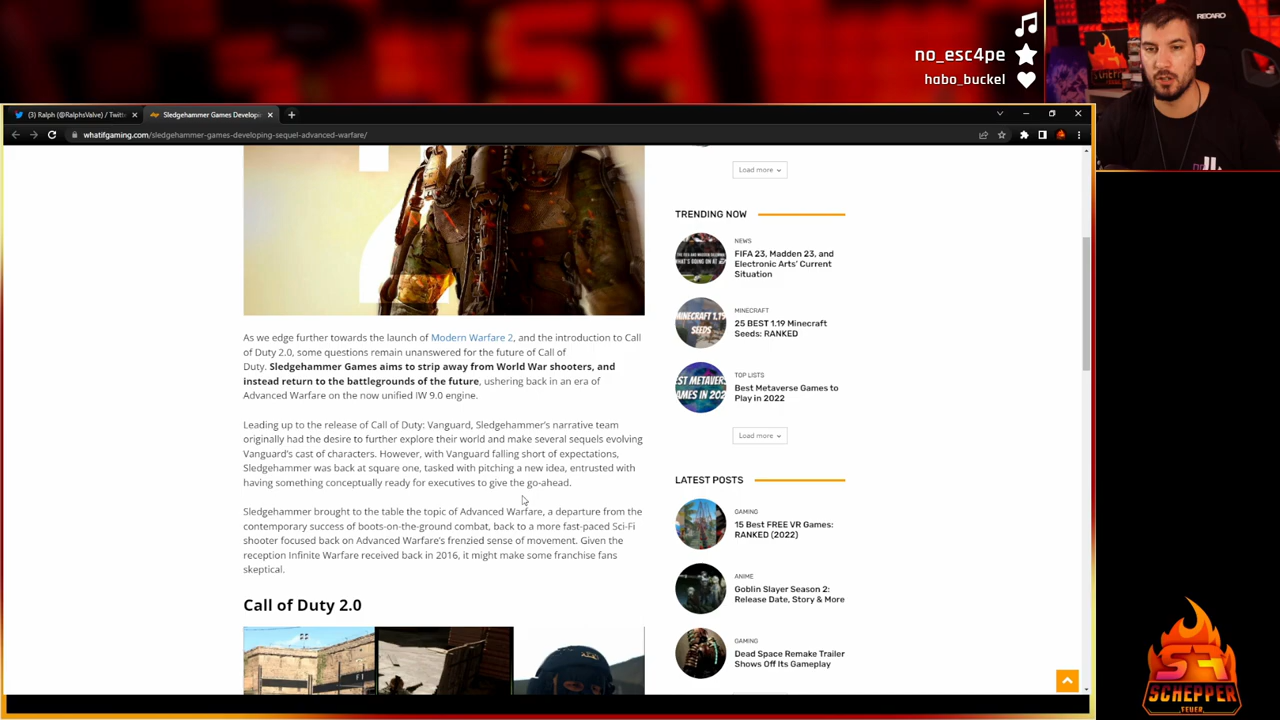 no_esc4pe
habo_buckel
RECARO
(3) Ralph (@RalphsValve) / Twitt
Sledgehammer Games Develop
whatifgaming.com/sledgehammer-games-developing-sequel-advanced-warfare/
As we edge further towards the launch of Modern Warfare 2, and the introduction to Call
of Duty 2.0, some questions remain unanswered for the future of Call of
Duty. Sledgehammer Games aims to strip away from World War shooters, and
instead return to the battlegrounds of the future, ushering back in an era of
Advanced Warfare on the now unified IW 9.0 engine.
Leading up to the release of Call of Duty: Vanguard, Sledgehammer's narrative team
originally had the desire to further explore their world and make several sequels evolving
Vanguard's cast of characters. However, with Vanguard falling short of expectations,
Sledgehammer was back at square one, tasked with pitching a new idea, entrusted with
having something conceptually ready for executives to give the go-ahead.
Sledgehammer brought to the table the topic of Advanced Warfare, a departure from the
contemporary success of boots-on-the-ground combat, back to a more fast-paced Sci-Fi
shooter focused back on Advanced Warfare's frenzied sense of movement. Given the
reception Infinite Warfare received back in 2016, it might make some franchise fans
skeptical.
Call of Duty 2.0
Load more
TRENDING NOW
NEWS
FIFA 23, Madden 23, and
Electronic Arts' Current
Situation
MINECRAFT 1.19
SEEDS
MINECRAFT
25 BEST 1.19 Minecraft
Seeds: RANKED
TOP LISTS
Best Metaverse Games to
Play in 2022
Load more
LATEST POSTS
GAMING
15 Best FREE VR Games:
RANKED (2022)
ANIME
Goblin Slayer Season 2:
Release Date, Story & More
GAMING
Dead Space Remake Trailer
Shows Off Its Gameplay
SF
SCHEPPER
FEUER